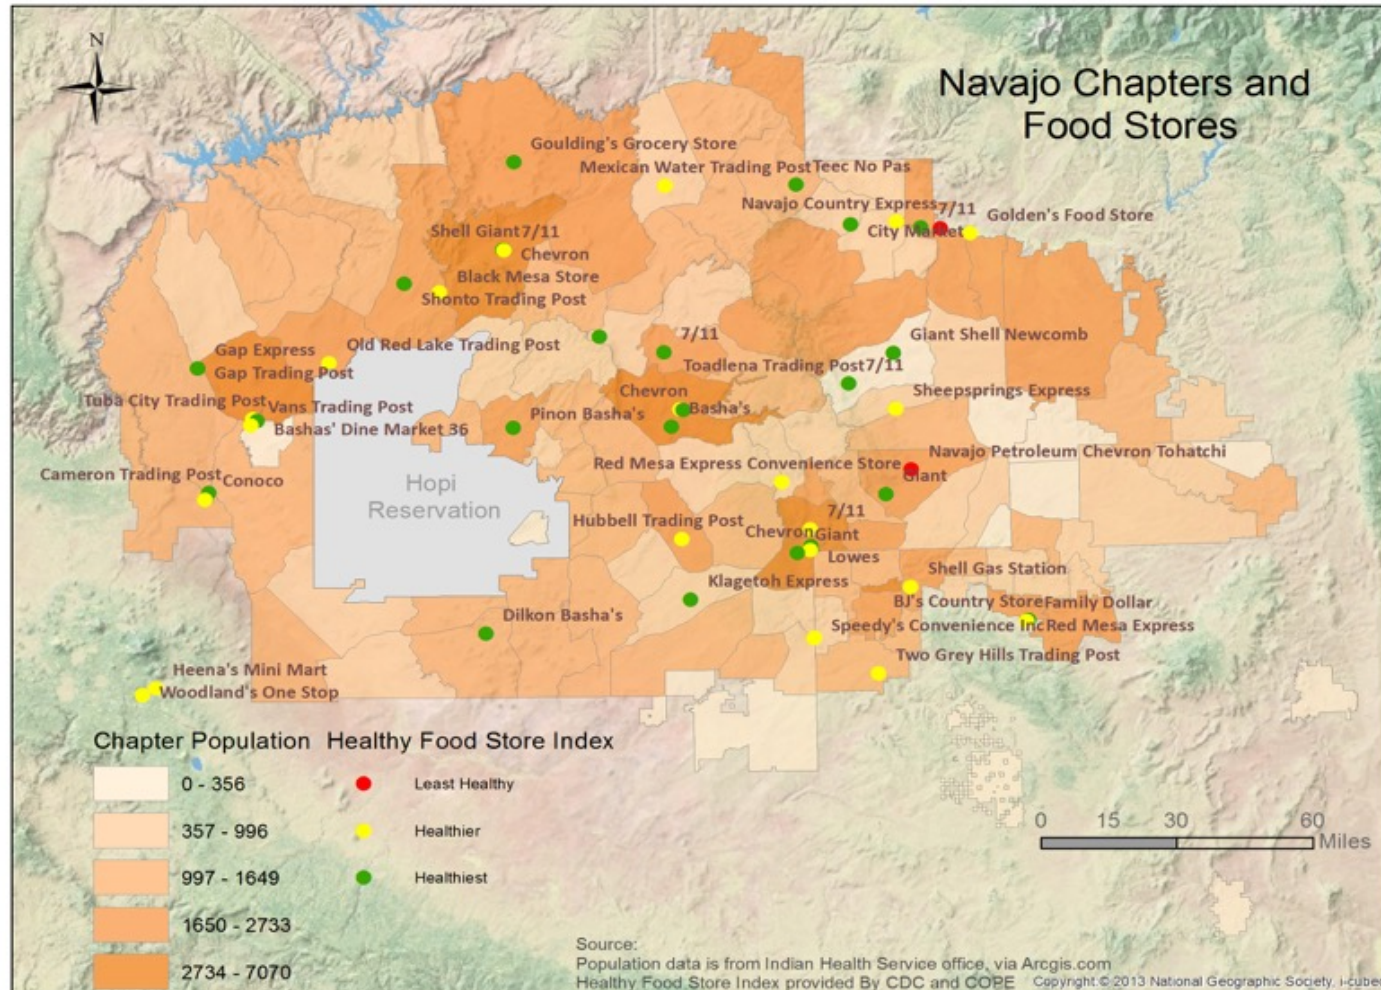 N
Navajo Chapters and
Food Stores
Goulding's Grocery Store
Mexican Water Trading Post
Teec No Pas
Navajo Country Express
7/11
Golden's Food Store
City Market
Shell Giant
7/11
Chevron
Black Mesa Store
Shonto Trading Post
Old Red Lake Trading Post
7/11
Giant Shell Newcomb
Gap Express
Gap Trading Post
Toadlena Trading Post
7/11
Chevron
Sheepsprings Express
Tuba City Trading Post
Vans Trading Post
Pinon Basha's
Basha's
Bashas' Dine Market 36
Navajo Petroleum Chevron Tohatchi
Red Mesa Express Convenience Store
Cameron Trading Post
Conoco
Giant
Hopi
Reservation
Hubbell Trading Post
7/11
Chevron
Giant
Lowes
Shell Gas Station
Klagetoh Express
BJ's Country Store
Family Dollar
Dilkon Basha's
Speedy's Convenience Inc
Red Mesa Express
Two Grey Hills Trading Post
Heena's Mini Mart
Woodland's One Stop
Chapter Population
0 - 356
357 - 996
997 - 1649
1650 - 2733
2734 - 7070
Healthy Food Store Index
Least Healthy
Healthier
Healthiest
0 15 30 60
Miles
Source:
Population data is from Indian Health Service office, via Arcgis.com
Healthy Food Store Index provided By CDC and COPE
Copyright:© 2013 National Geographic Society, i-cubed